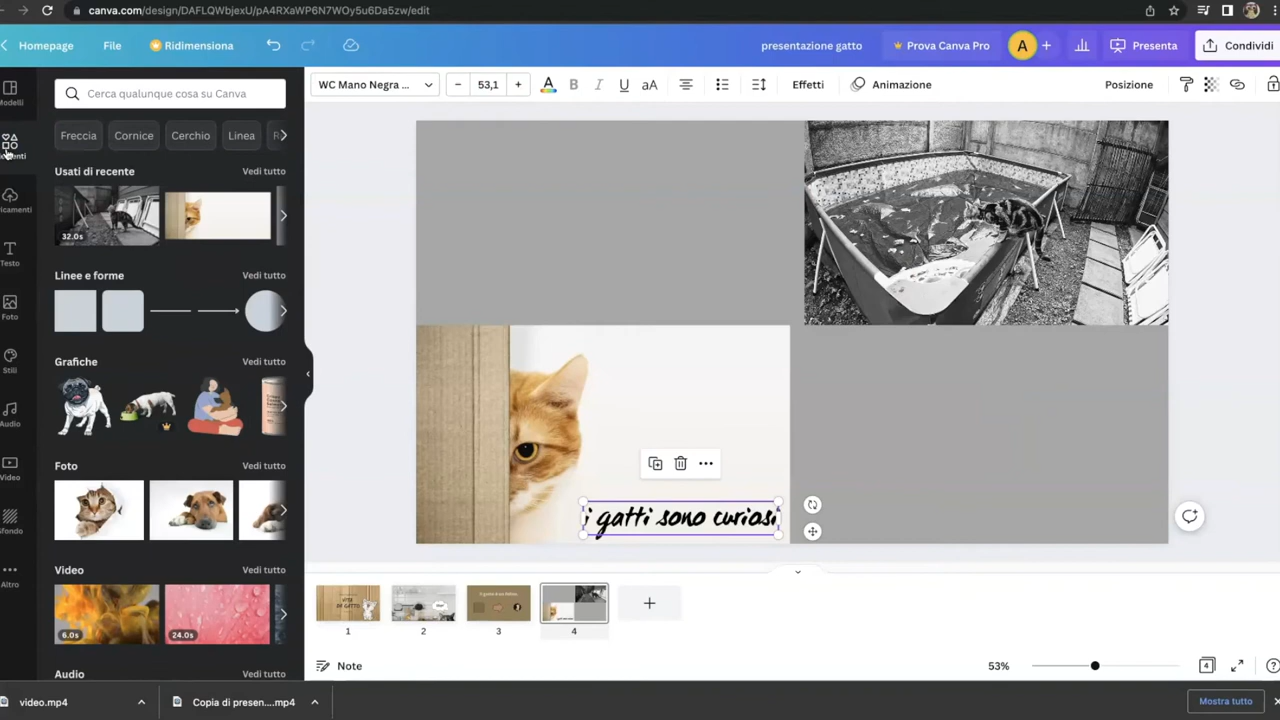 canva.com/design/DAFLQWbjexU/pA4RXaWP6N7WOy5u6Da5zw/edit
Homepage
File
Ridimensiona
presentazione gatto
Prova Canva Pro
A
Presenta
Condividi
Modelli
Cerca qualunque cosa su Canva
WC Mano Negra ...
53,1
A
B
I
U
aA
Effetti
Animazione
Posizione
Freccia
Cornice
Cerchio
Linea
Usati di recente
Vedi tutto
32.0s
Linee e forme
Vedi tutto
Testo
Foto
Stili
Audio
Video
Altro
Grafiche
Vedi tutto
Foto
Vedi tutto
Video
Vedi tutto
6.0s
24.0s
Audio
Vedi tutto
i gatti sono curiosi
1
2
3
4
Note
53%
4
video.mp4
Copia di presen....mp4
Mostra tutto